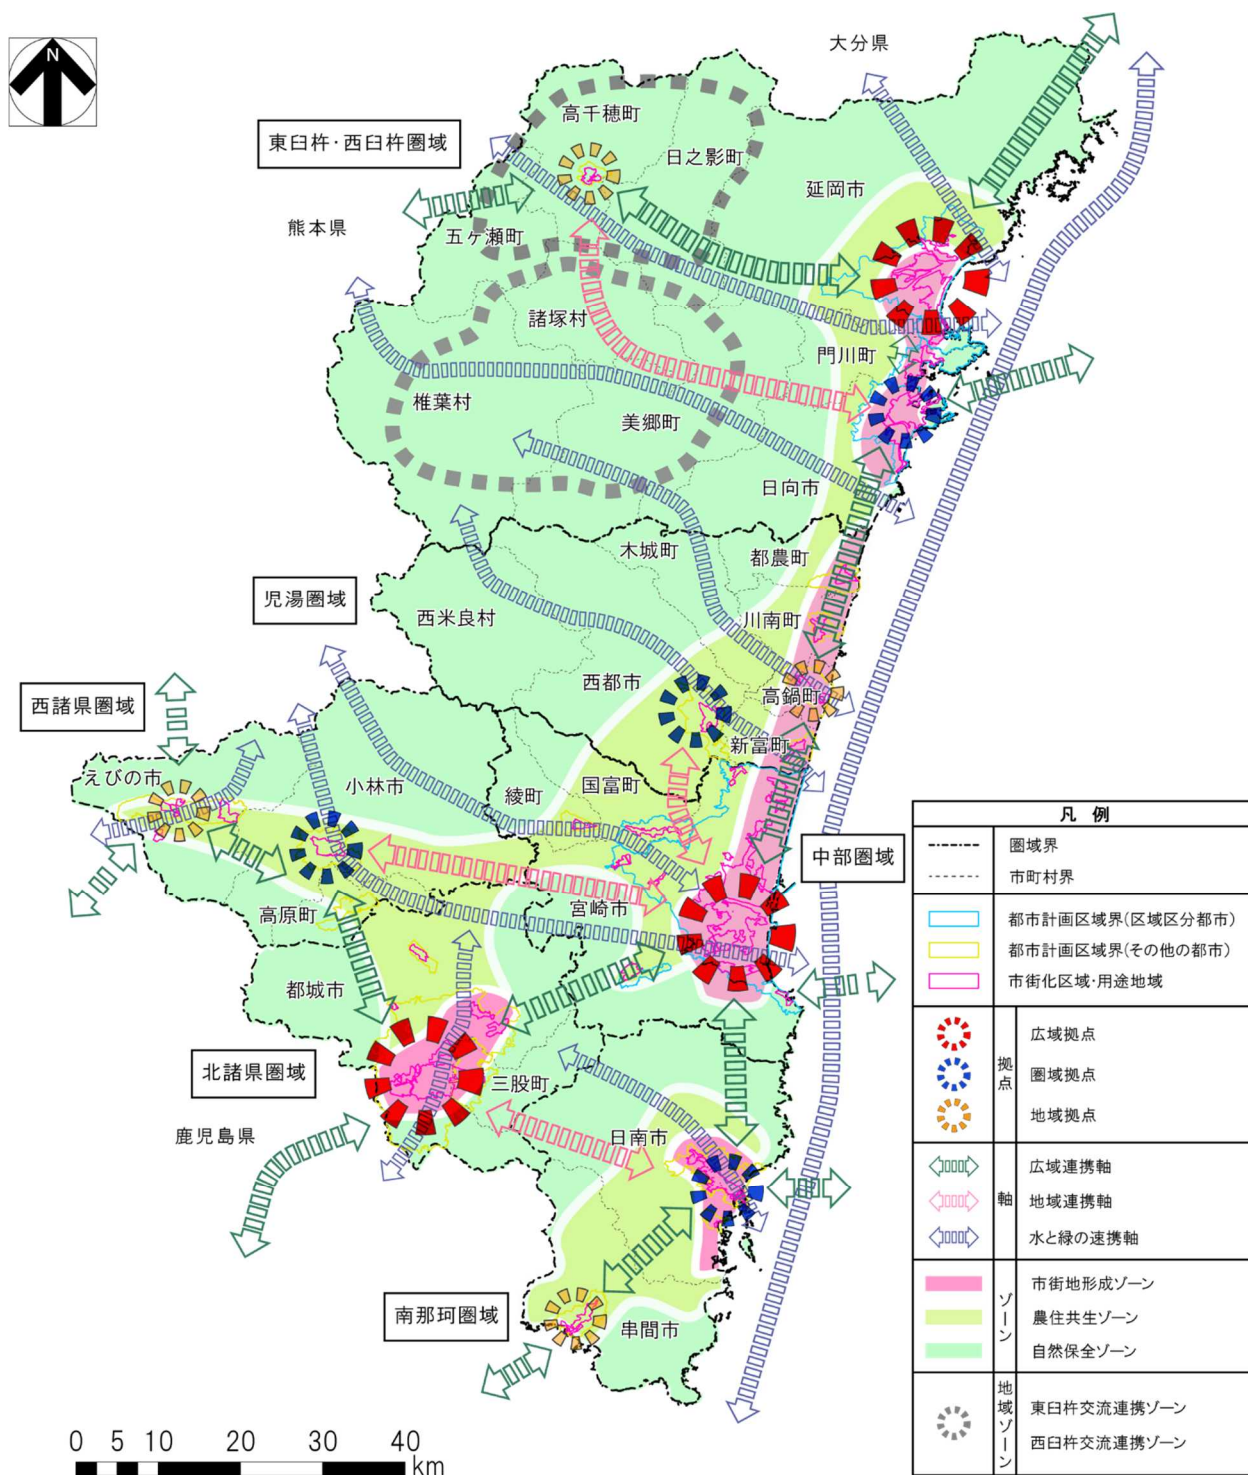 N
大分県
高千穂町
東臼杵・西臼杵圏域
日之影町
延岡市
熊本県
五ヶ瀬町
諸塚村
門川町
椎葉村
美郷町
日向市
木城町
都農町
児湯圏域
西米良村
川南町
西都市
西諸県圏域
高鍋町
新富町
えびの市
小林市
綾町
国富町
中部圏域
宮崎市
高原町
都城市
北諸県圏域
三股町
鹿児島県
日南市
南那珂圏域
串間市
0 5 10 20 30 40
km
凡 例
圏域界
市町村界
都市計画区域界(区域区分都市)
都市計画区域界(その他の都市)
市街化区域・用途地域
拠点
広域拠点
圏域拠点
地域拠点
軸
広域連携軸
地域連携軸
水と緑の速携軸
ゾーン
市街地形成ゾーン
農住共生ゾーン
自然保全ゾーン
地域ゾーン
東臼杵交流連携ゾーン
西臼杵交流連携ゾーン